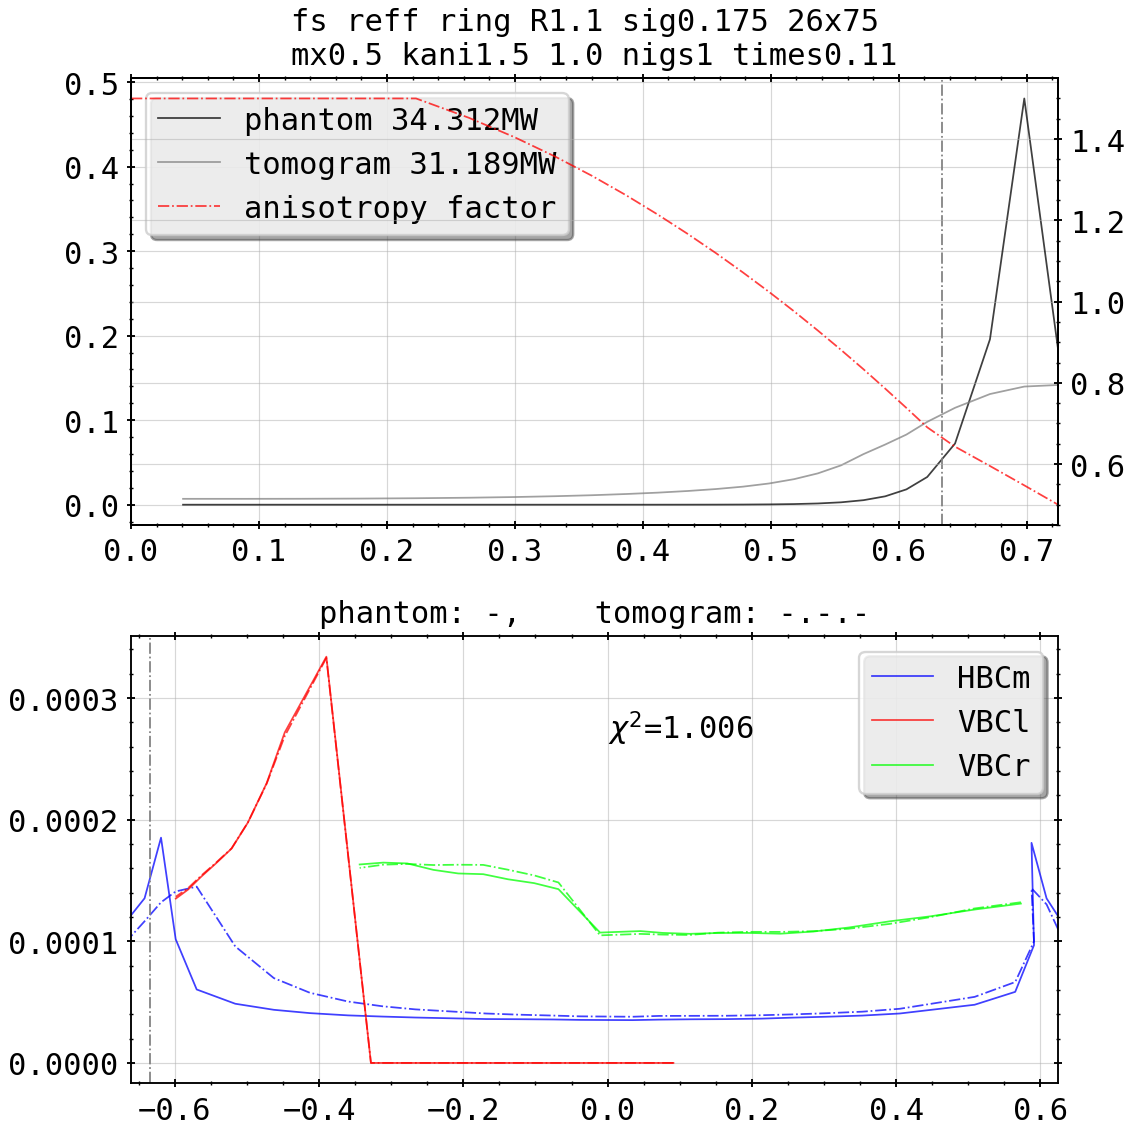 fs reff ring R1.1 sig0.175 26x75
mx0.5 kani1.5 1.0 nigs1 times0.11
0.5
0.4
0.3
0.2
0.1
0.0
phantom 34.312MW
tomogram 31.189MW
anisotropy factor
1.4
1.2
1.0
0.8
0.6
0.0 0.1 0.2 0.3 0.4 0.5 0.6 0.7
phantom: -,    tomogram: -.-.-
0.0003
0.0002
0.0001
0.0000
χ²=1.006
HBCm
VBCl
VBCr
−0.6 −0.4 −0.2 0.0 0.2 0.4 0.6